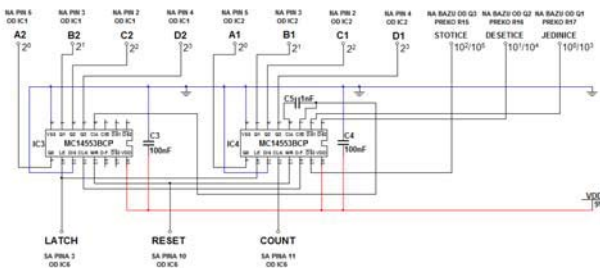 NA PIN 5 OD IC1
NA PIN 3 OD IC1
NA PIN 2 OD IC1
NA PIN 4 OD IC1
NA PIN 5 OD IC2
NA PIN 3 OD IC2
NA PIN 2 OD IC2
NA PIN 4 OD IC2
NA BAZU OD Q3 PREKO R15
NA BAZU OD Q2 PREKO R16
NA BAZU OD Q1 PREKO R17
A2 B2 C2 D2 A1 B1 C1 D1 STOTICE DESETICE JEDINICE
2⁰ 2¹ 2² 2³ 2⁰ 2¹ 2² 2³ 10²/10⁵ 10¹/10⁴ 10⁰/10³
C5 1nF
IC3 MC14553BCP C3 100nF
IC4 MC14553BCP C4 100nF
VDD
LATCH RESET COUNT
SA PINA 3 OD IC6
SA PINA 10 OD IC6
SA PINA 11 OD IC6